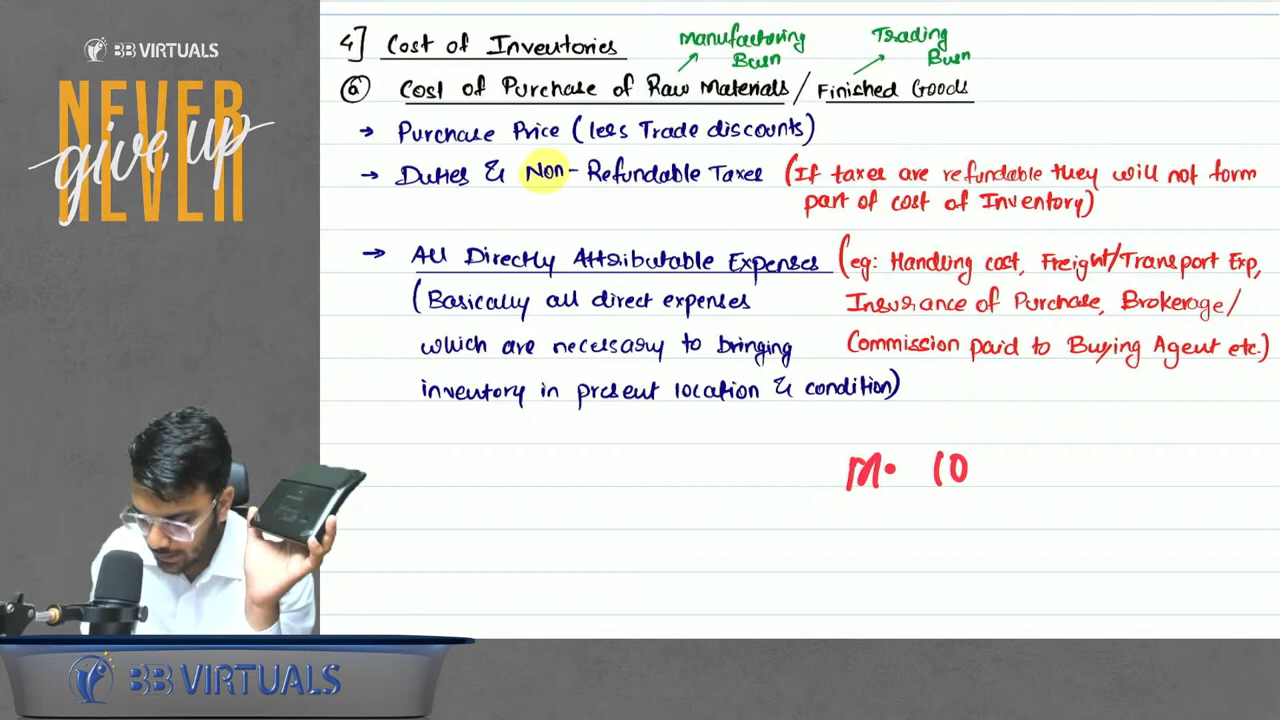 BB VIRTUALS
NEVER
give up
NEVER
4] Cost of Inventories
Manufacturing Busn
Trading Busn
(a) Cost of Purchase of Raw Materials / Finished Goods
→ Purchase Price (less Trade discounts)
→ Duties & Non-Refundable Taxes (If taxes are refundable they will not form
part of cost of Inventory)
→ All Directly Attributable Expenses (eg: Handling cost, Freight/Transport Exp,
(Basically all direct expenses Insurance of Purchase, Brokerage/
which are necessary to bringing Commission paid to Buying Agent etc.)
inventory in present location & condition)
M. 10
BB VIRTUALS